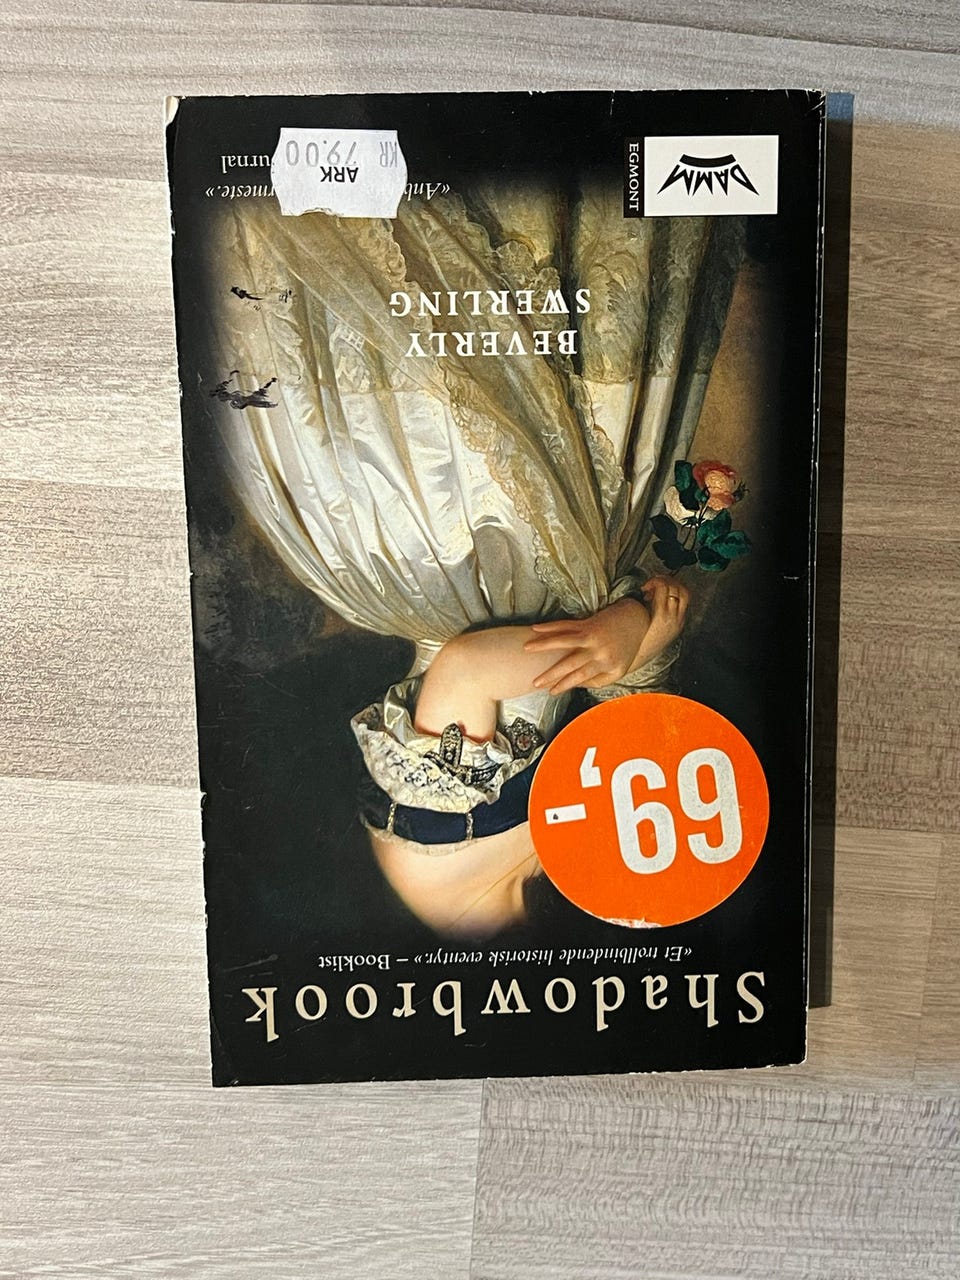 Shadowbrook
«Et trollbindende historisk eventyr.» – Booklist
69,-
BEVERLY
SWERLING
DAMM
EGMONT
ARK
KR 79.00